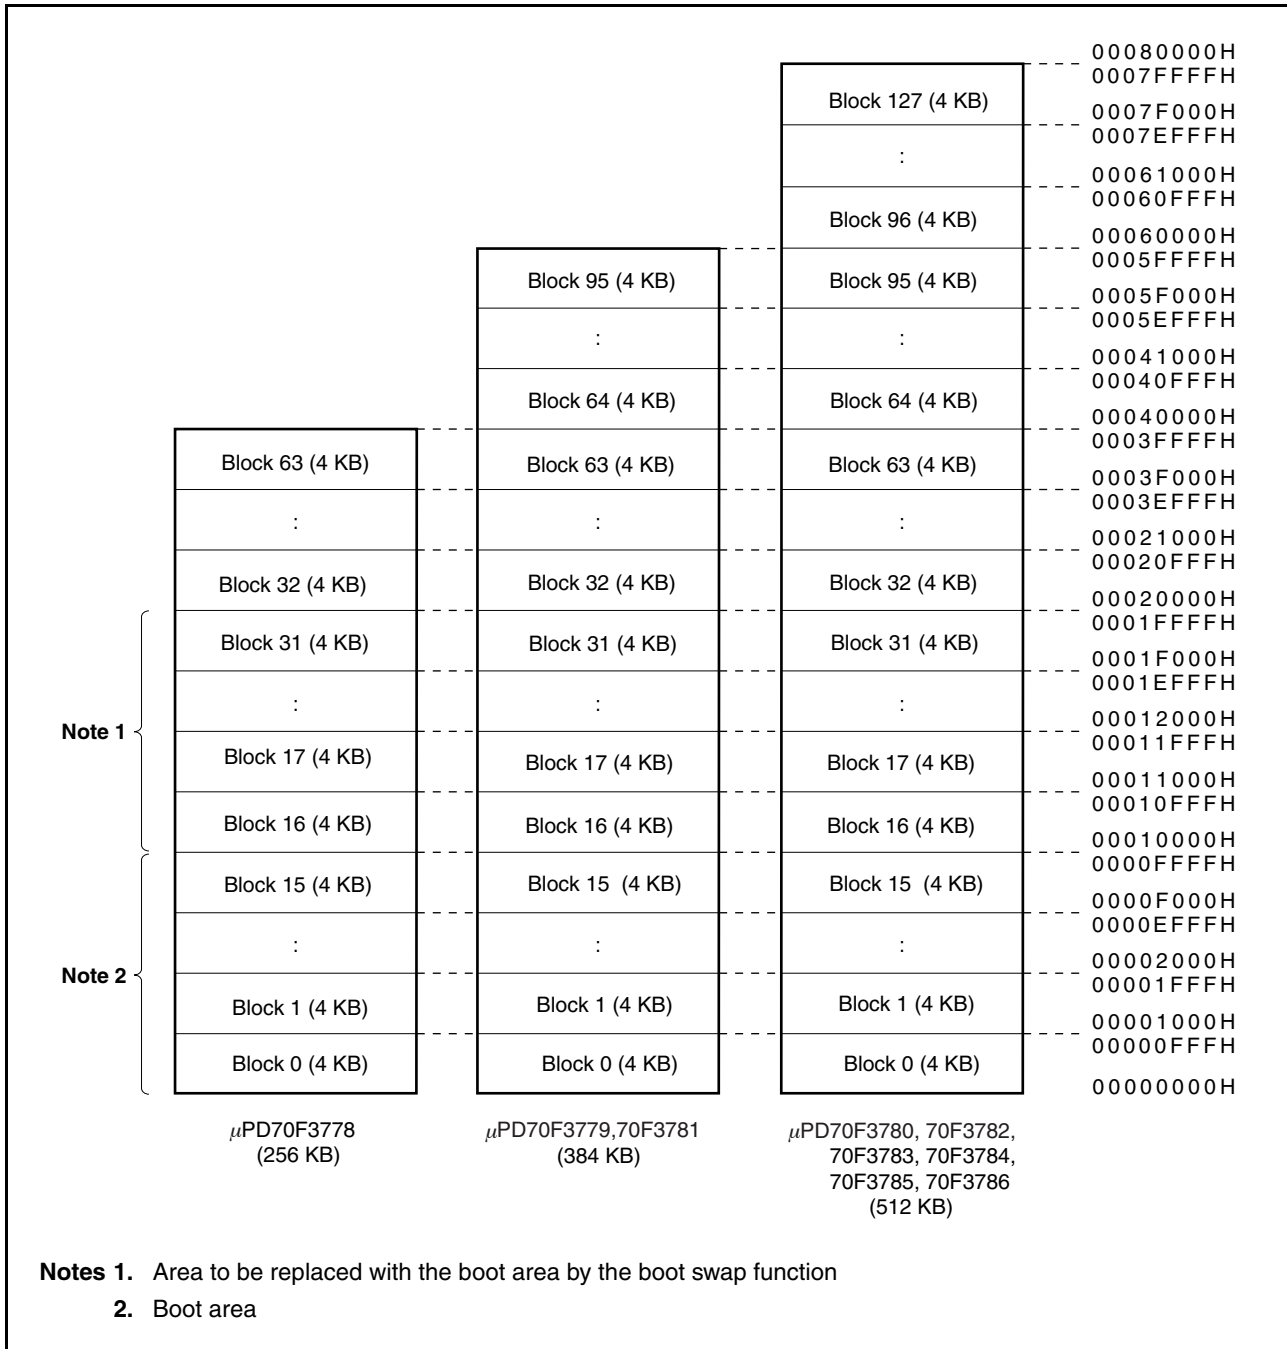 00080000H
0007FFFFH
Block 127 (4 KB)
0007F000H
0007EFFFH
:
00061000H
00060FFFH
Block 96 (4 KB)
00060000H
0005FFFFH
Block 95 (4 KB) Block 95 (4 KB)
0005F000H
0005EFFFH
: :
00041000H
00040FFFH
Block 64 (4 KB) Block 64 (4 KB)
00040000H
0003FFFFH
Block 63 (4 KB) Block 63 (4 KB) Block 63 (4 KB)
0003F000H
0003EFFFH
: : :
00021000H
00020FFFH
Block 32 (4 KB) Block 32 (4 KB) Block 32 (4 KB)
00020000H
0001FFFFH
Block 31 (4 KB) Block 31 (4 KB) Block 31 (4 KB)
0001F000H
0001EFFFH
: : :
Note 1
00012000H
00011FFFH
Block 17 (4 KB) Block 17 (4 KB) Block 17 (4 KB)
00011000H
00010FFFH
Block 16 (4 KB) Block 16 (4 KB) Block 16 (4 KB)
00010000H
0000FFFFH
Block 15 (4 KB) Block 15 (4 KB) Block 15 (4 KB)
0000F000H
0000EFFFH
: : :
Note 2
00002000H
00001FFFH
Block 1 (4 KB) Block 1 (4 KB) Block 1 (4 KB)
00001000H
00000FFFH
Block 0 (4 KB) Block 0 (4 KB) Block 0 (4 KB)
00000000H
μPD70F3778
(256 KB)
μPD70F3779,70F3781
(384 KB)
μPD70F3780, 70F3782,
70F3783, 70F3784,
70F3785, 70F3786
(512 KB)
Notes 1. Area to be replaced with the boot area by the boot swap function
2. Boot area